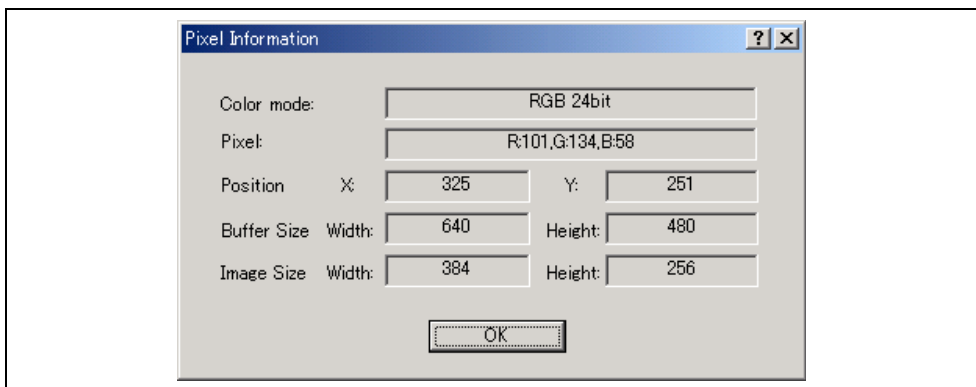 Pixel Information
Color mode: RGB 24bit
Pixel: R:101,G:134,B:58
Position X: 325 Y: 251
Buffer Size Width: 640 Height: 480
Image Size Width: 384 Height: 256
OK